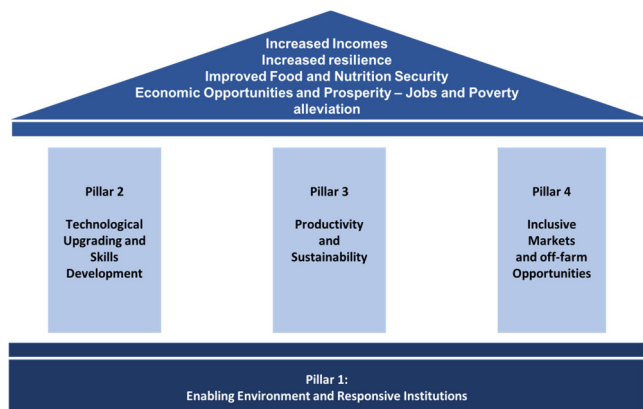 Increased Incomes
Increased resilience
Improved Food and Nutrition Security
Economic Opportunities and Prosperity – Jobs and Poverty
alleviation
Pillar 2
Technological
Upgrading and
Skills
Development
Pillar 3
Productivity
and
Sustainability
Pillar 4
Inclusive
Markets
and off-farm
Opportunities
Pillar 1:
Enabling Environment and Responsive Institutions